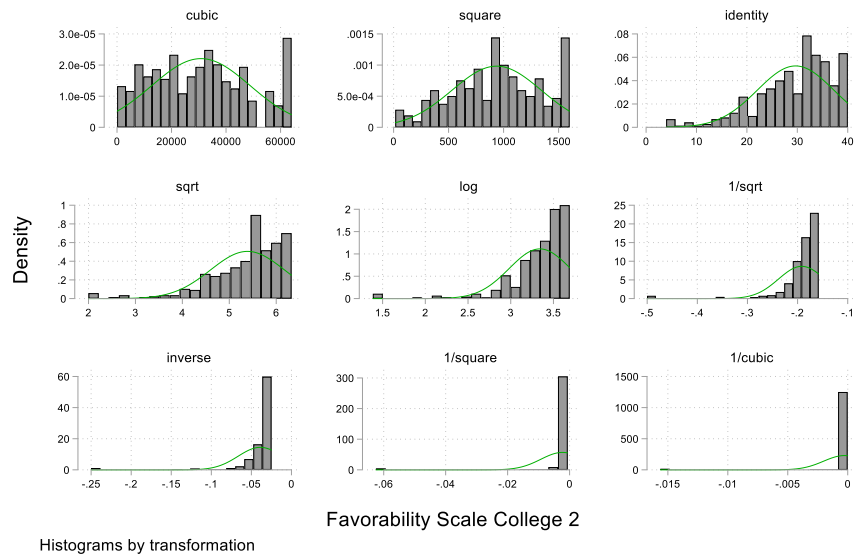 cubic
3.0e-05
2.0e-05
1.0e-05
0
0 20000 40000 60000
square
.0015
.001
5.0e-04
0
0 500 1000 1500
identity
.08
.06
.04
.02
0
0 10 20 30 40
sqrt
1
.8
.6
.4
.2
0
2 3 4 5 6
log
2
1.5
1
.5
0
1.5 2 2.5 3 3.5
1/sqrt
25
20
15
10
5
0
-.5 -.4 -.3 -.2 -.1
inverse
60
40
20
0
-.25 -.2 -.15 -.1 -.05 0
1/square
300
200
100
0
-.06 -.04 -.02 0
1/cubic
1500
1000
500
0
-.015 -.01 -.005 0
Density
Favorability Scale College 2
Histograms by transformation